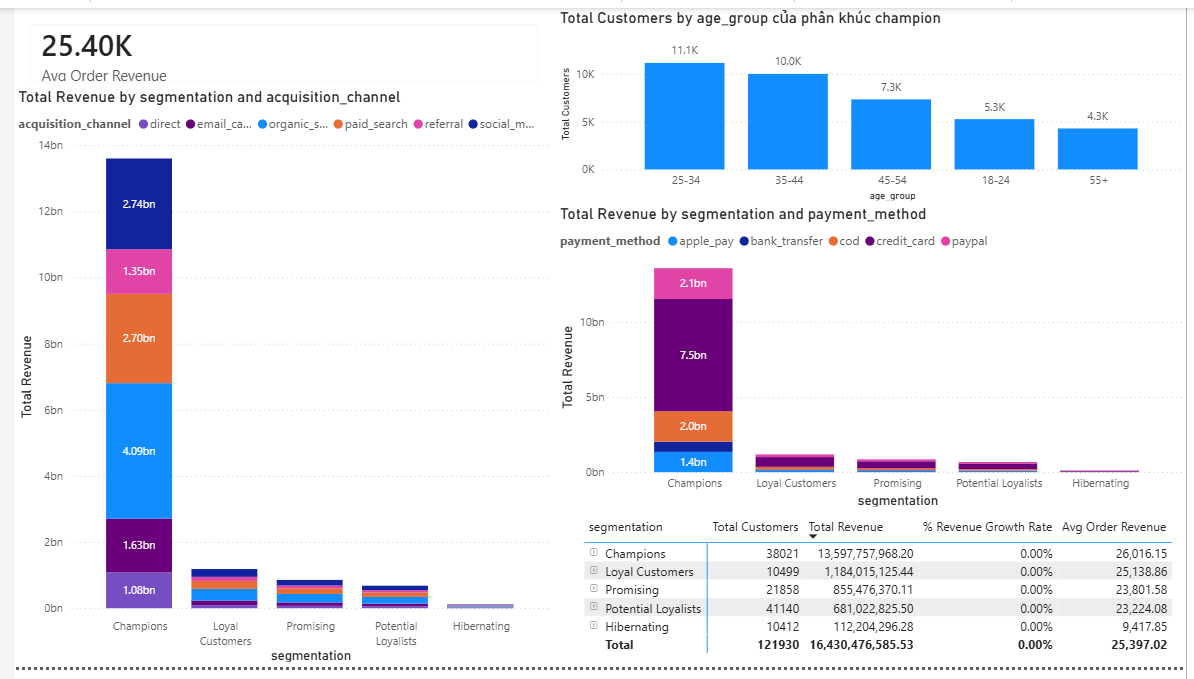 25.40K
Avg Order Revenue
Total Revenue by segmentation and acquisition_channel
acquisition_channel direct email_ca... organic_s... paid_search referral social_m...
Total Revenue
14bn
12bn
10bn
8bn
6bn
4bn
2bn
0bn
2.74bn
1.35bn
2.70bn
4.09bn
1.63bn
1.08bn
Champions
Loyal Customers
Promising
Potential Loyalists
Hibernating
segmentation
Total Customers by age_group của phân khúc champion
Total Customers
10K
5K
0K
11.1K
10.0K
7.3K
5.3K
4.3K
25-34
35-44
45-54
18-24
55+
age_group
Total Revenue by segmentation and payment_method
payment_method apple_pay bank_transfer cod credit_card paypal
Total Revenue
10bn
5bn
0bn
2.1bn
7.5bn
2.0bn
1.4bn
Champions
Loyal Customers
Promising
Potential Loyalists
Hibernating
segmentation
segmentation Total Customers Total Revenue % Revenue Growth Rate Avg Order Revenue
Champions 38021 13,597,757,968.20 0.00% 26,016.15
Loyal Customers 10499 1,184,015,125.44 0.00% 25,138.86
Promising 21858 855,476,370.11 0.00% 23,801.58
Potential Loyalists 41140 681,022,825.50 0.00% 23,224.08
Hibernating 10412 112,204,296.28 0.00% 9,417.85
Total 121930 16,430,476,585.53 0.00% 25,397.02